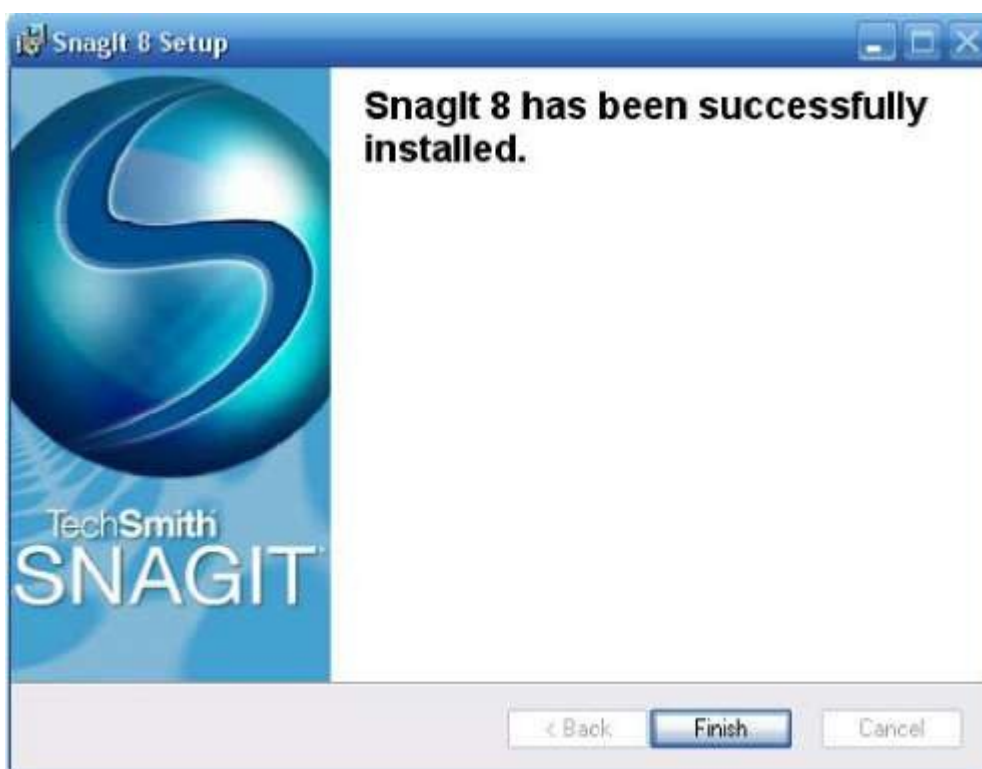 SnagIt 8 Setup
SnagIt 8 has been successfully
installed.
TechSmith
SNAGIT
< Back
Finish
Cancel